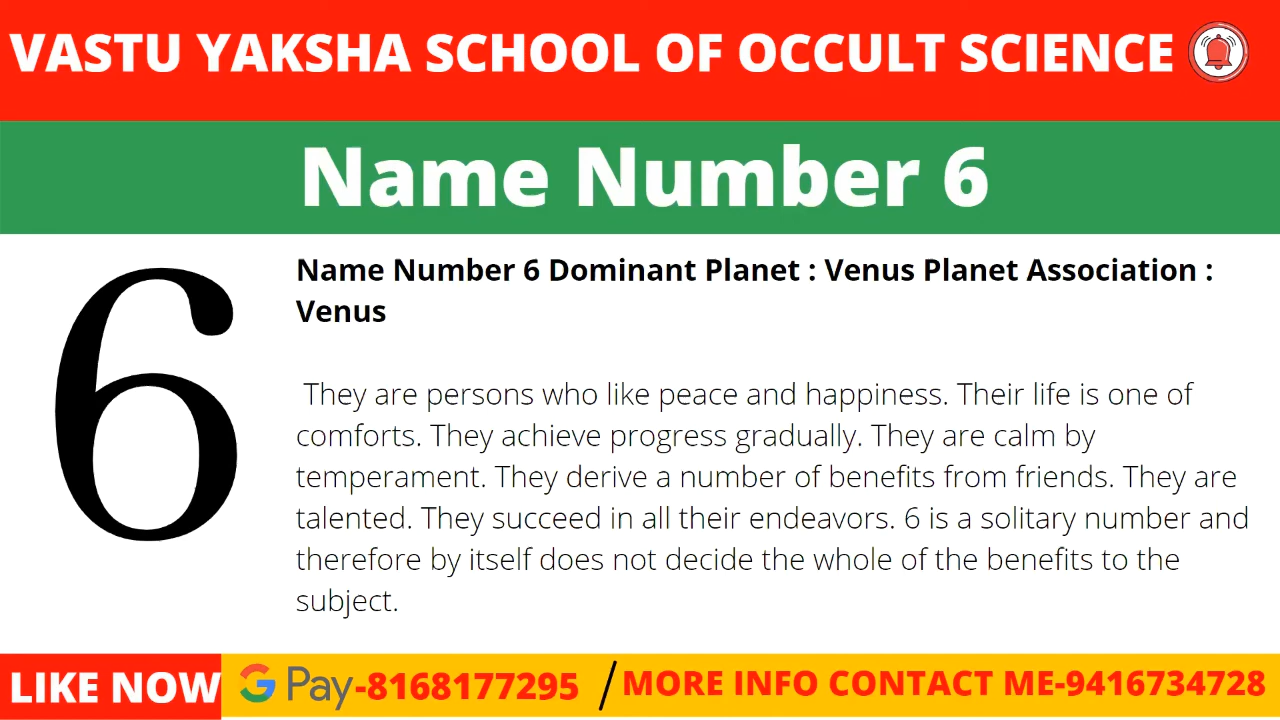 VASTU YAKSHA SCHOOL OF OCCULT SCIENCE
Name Number 6
6
Name Number 6 Dominant Planet : Venus Planet Association :
Venus
They are persons who like peace and happiness. Their life is one of
comforts. They achieve progress gradually. They are calm by
temperament. They derive a number of benefits from friends. They are
talented. They succeed in all their endeavors. 6 is a solitary number and
therefore by itself does not decide the whole of the benefits to the
subject.
LIKE NOW G Pay-8168177295 / MORE INFO CONTACT ME-9416734728